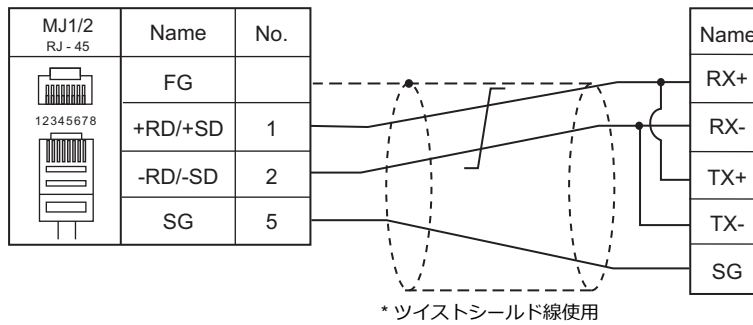 MJ1/2
RJ - 45
Name
No.
Name
FG
RX+
12345678
+RD/+SD
1
RX-
-RD/-SD
2
TX+
TX-
SG
5
SG
* ツイストシールド線使用